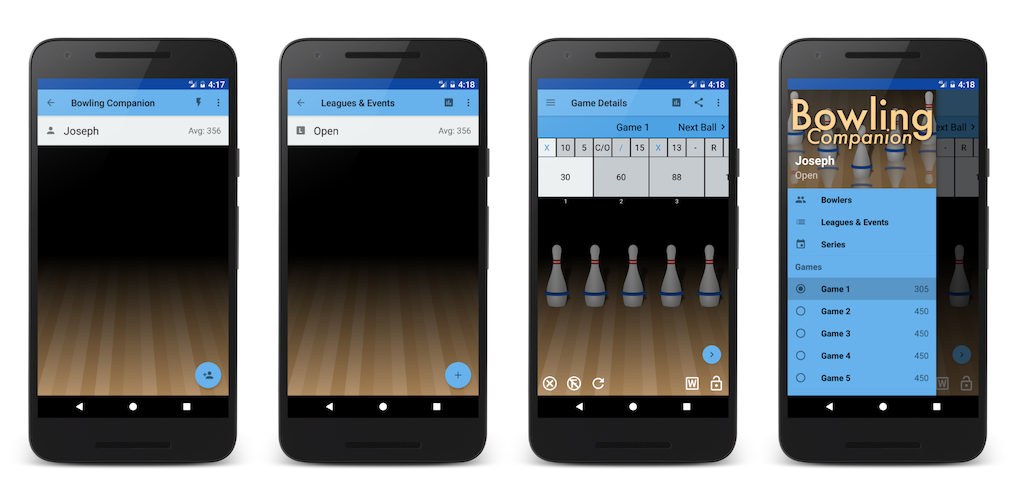 4:17
Bowling Companion
Joseph Avg: 356
4:18
Leagues & Events
L Open Avg: 356
4:18
Game Details
Game 1 Next Ball
X 10 5 C/O / 15 X 13 - R
30 60 88 1
1 2 3
W
4:18
Bowling
Companion
Next Ball
- R
Joseph
Open
Bowlers
Leagues & Events
Series
Games
Game 1 305
Game 2 450
Game 3 450
Game 4 450
Game 5 450
W